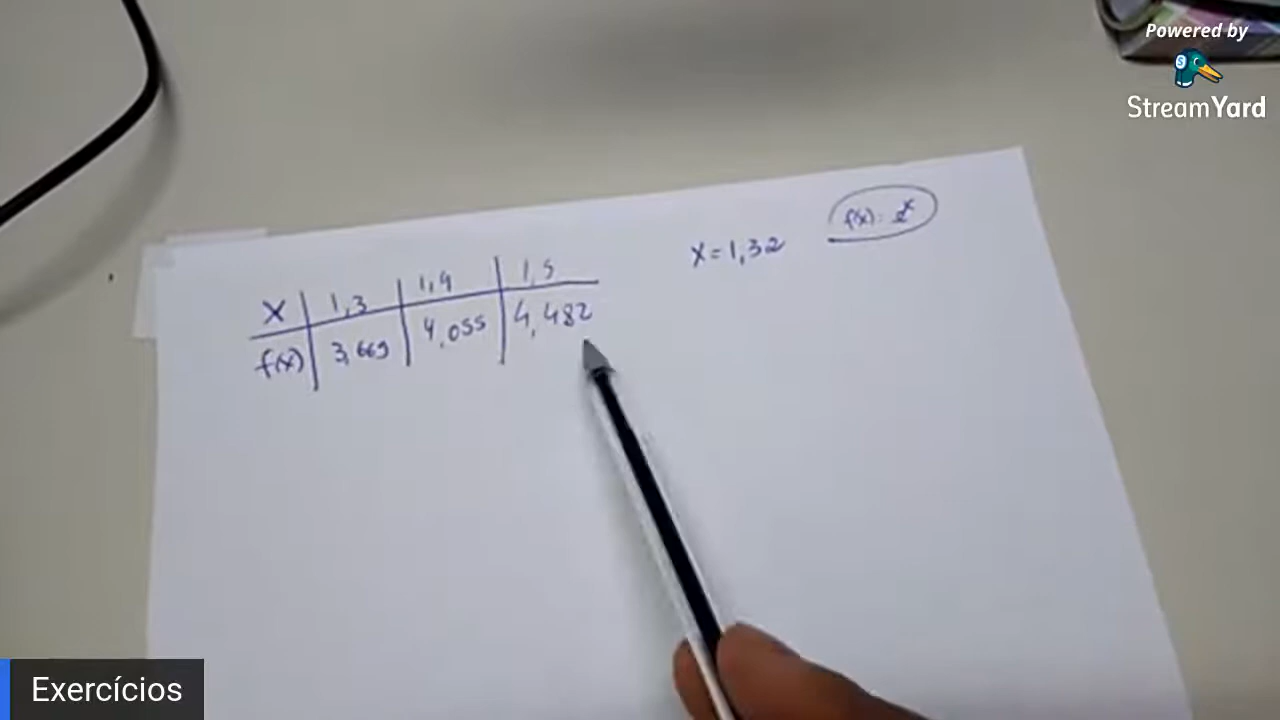 Powered by
StreamYard
f(x) = e^x
x = 1,32
x | 1,3 | 1,4 | 1,5
f(x) | 3,669 | 4,055 | 4,482
Exercícios